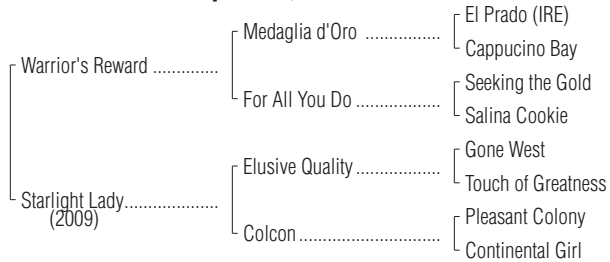 El Prado (IRE)
Medaglia d'Oro ..................
Cappucino Bay
Warrior's Reward ..............
Seeking the Gold
For All You Do ....................
Salina Cookie
Gone West
Elusive Quality ....................
Touch of Greatness
Starlight Lady....................
(2009)
Pleasant Colony
Colcon .................................
Continental Girl